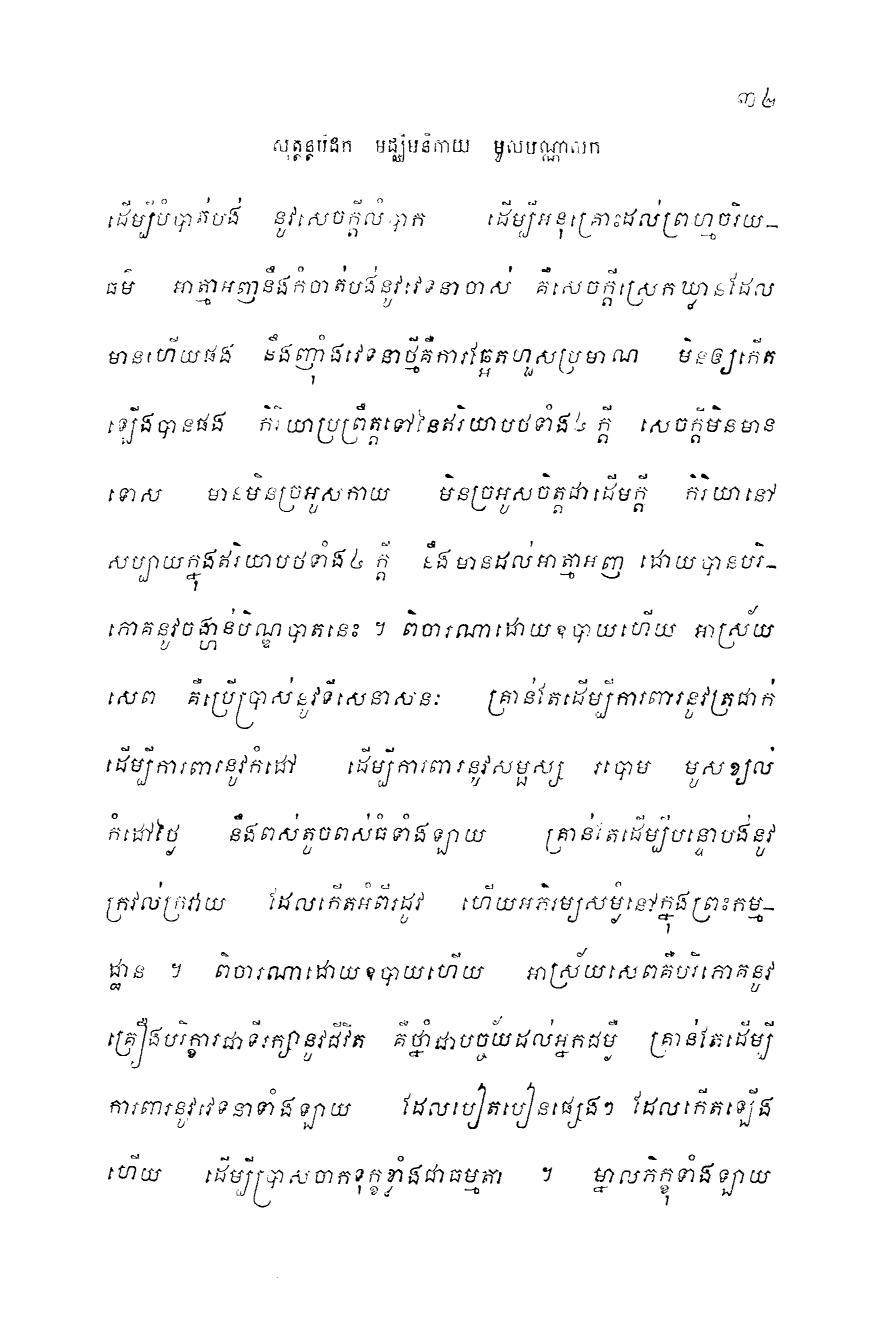 ៣៤
សុត្តន្តបិដក មជ្ឈិមនិកាយ មូលបណ្ណាសក
ដើម្បីបំបាត់បង់ នូវសេចក្តីលំបាក ដើម្បីអនុគ្រោះដល់ព្រហ្មចរិយ-
ធម៌ អាត្មាអញនឹងកំចាត់បង់នូវវេទនាចាស់ គឺសេចក្តីស្រេកឃ្លានដែល
មានហើយផង នឹងញ៉ាំងវេទនាថ្មីគឺការឆ្អែតហួសប្រមាណ មិនឲ្យកើត
ឡើងបានផង កិរិយាប្រព្រឹត្តទៅនៃឥរិយាបថទាំង៤ ក្តី សេចក្តីមិនមាន
ទោស មានមិនច្រអូសកាយ មិនច្រអូសចិត្តជាដើមក្តី កិរិយានៅ
សប្បាយក្នុងឥរិយាបថទាំង៤ ក្តី នឹងមានដល់អាត្មាអញ ដោយបានបរិ-
ភោគនូវចង្ហាន់បិណ្ឌបាតនេះ ។ ពិចារណាដោយឧបាយហើយ អាស្រ័យ
សេព គឺប្រើប្រាស់នូវទីសេនាសនៈ គ្រាន់តែដើម្បីការពារនូវត្រជាក់
ដើម្បីការពារនូវកំដៅ ដើម្បីការពារនូវសម្ផស្ស របោម មូសខ្យល់
កំដៅថ្ងៃ នឹងពស់តូចពស់ធំទាំងឡាយ គ្រាន់តែដើម្បីបន្ទោបង់នូវ
ក្រវល់ក្រវាយ ដែលកើតអំពីរដូវ ហើយអភិរម្យសម្ងំនៅក្នុងព្រះកម្ម-
ដ្ឋាន ។ ពិចារណាដោយឧបាយហើយ អាស្រ័យសេពគឺបរិភោគនូវ
គ្រឿងបរិក្ខារជាទីរក្សានូវជីវិត គឺថ្នាំជាបច្ច័យដល់អ្នកជម្ងឺ គ្រាន់តែដើម្បី
ការពារនូវវេទនាទាំងឡាយ ដែលបៀតបៀនផ្សេងៗ ដែលកើតឡើង
ហើយ ដើម្បីប្រាសចាកទុក្ខខ្លាំងជាធម្មតា ។ ម្នាលភិក្ខុទាំងឡាយ